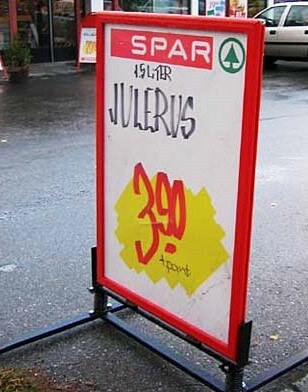 SPAR
1.5 LITER
JULERUS
3.90
+ pant